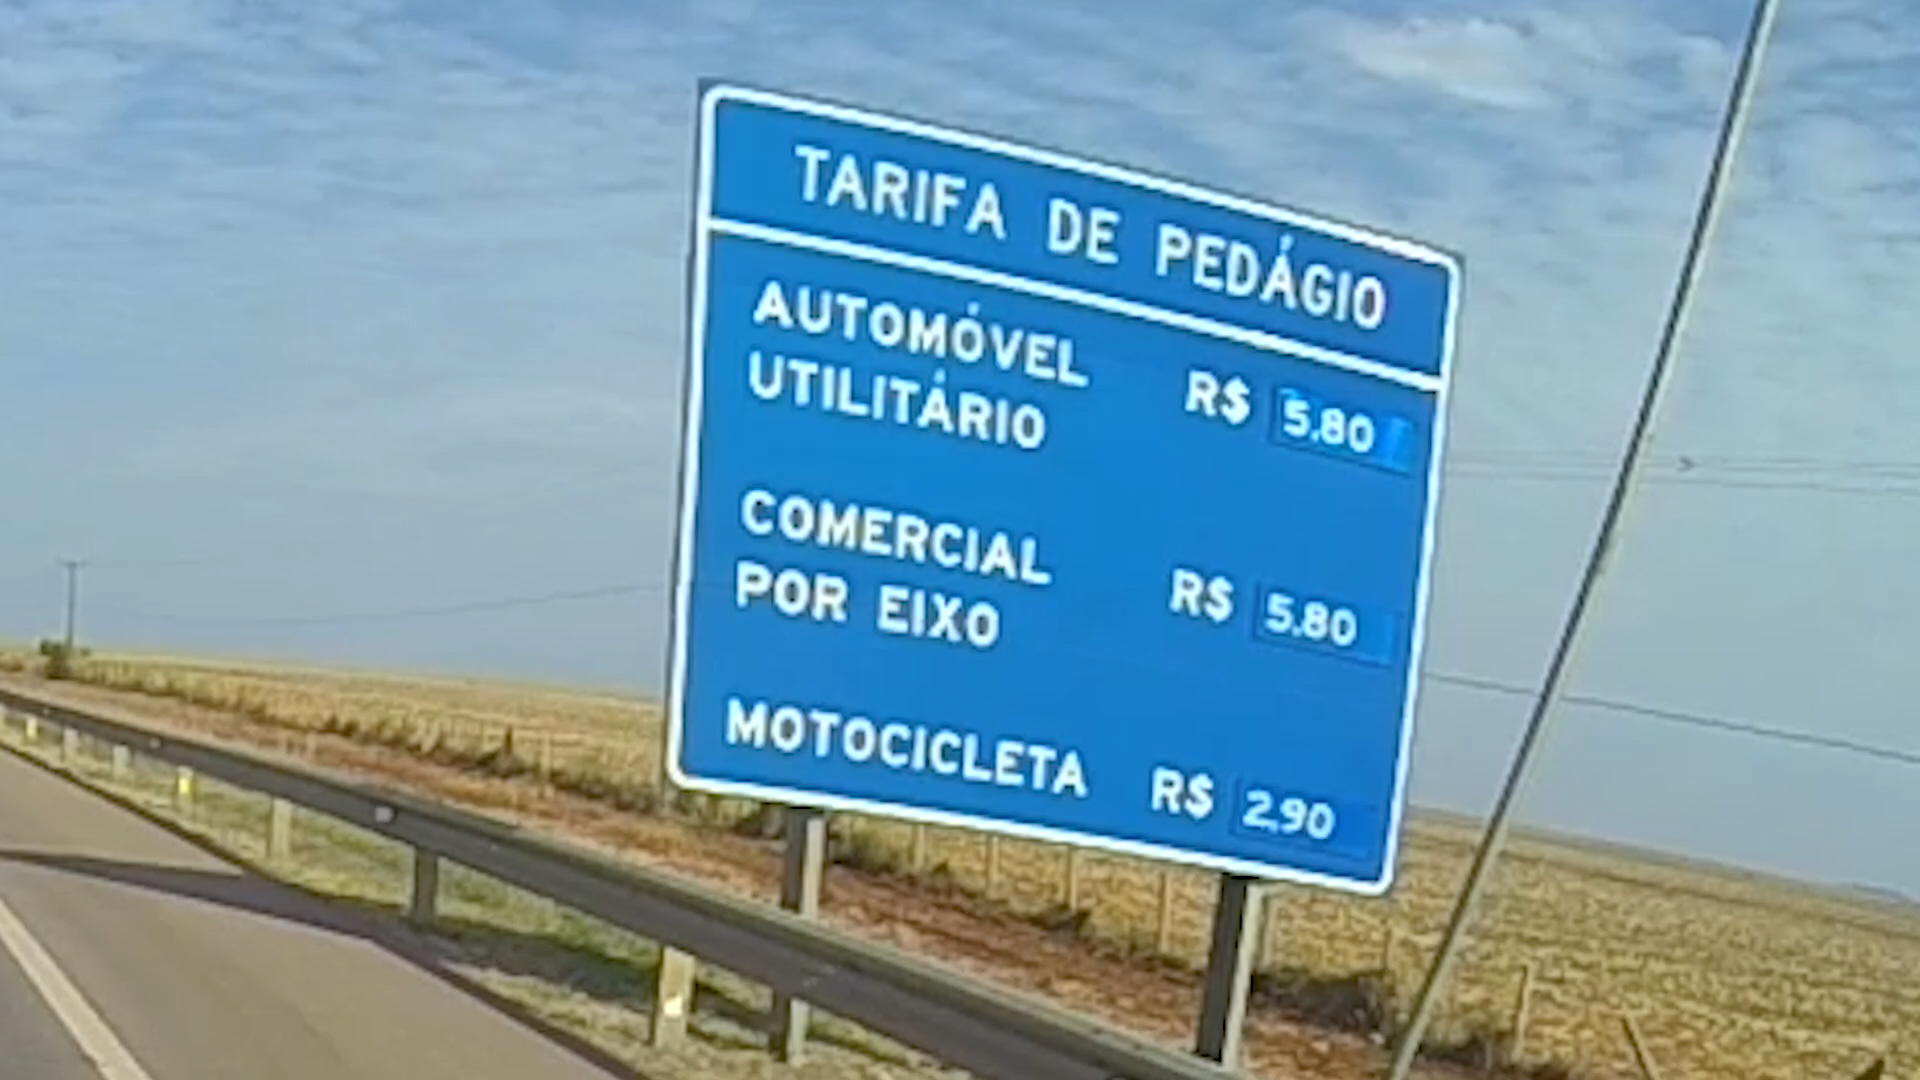 TARIFA DE PEDÁGIO
AUTOMÓVEL
UTILITÁRIO R$ 5,80
COMERCIAL
POR EIXO R$ 5,80
MOTOCICLETA R$ 2,90